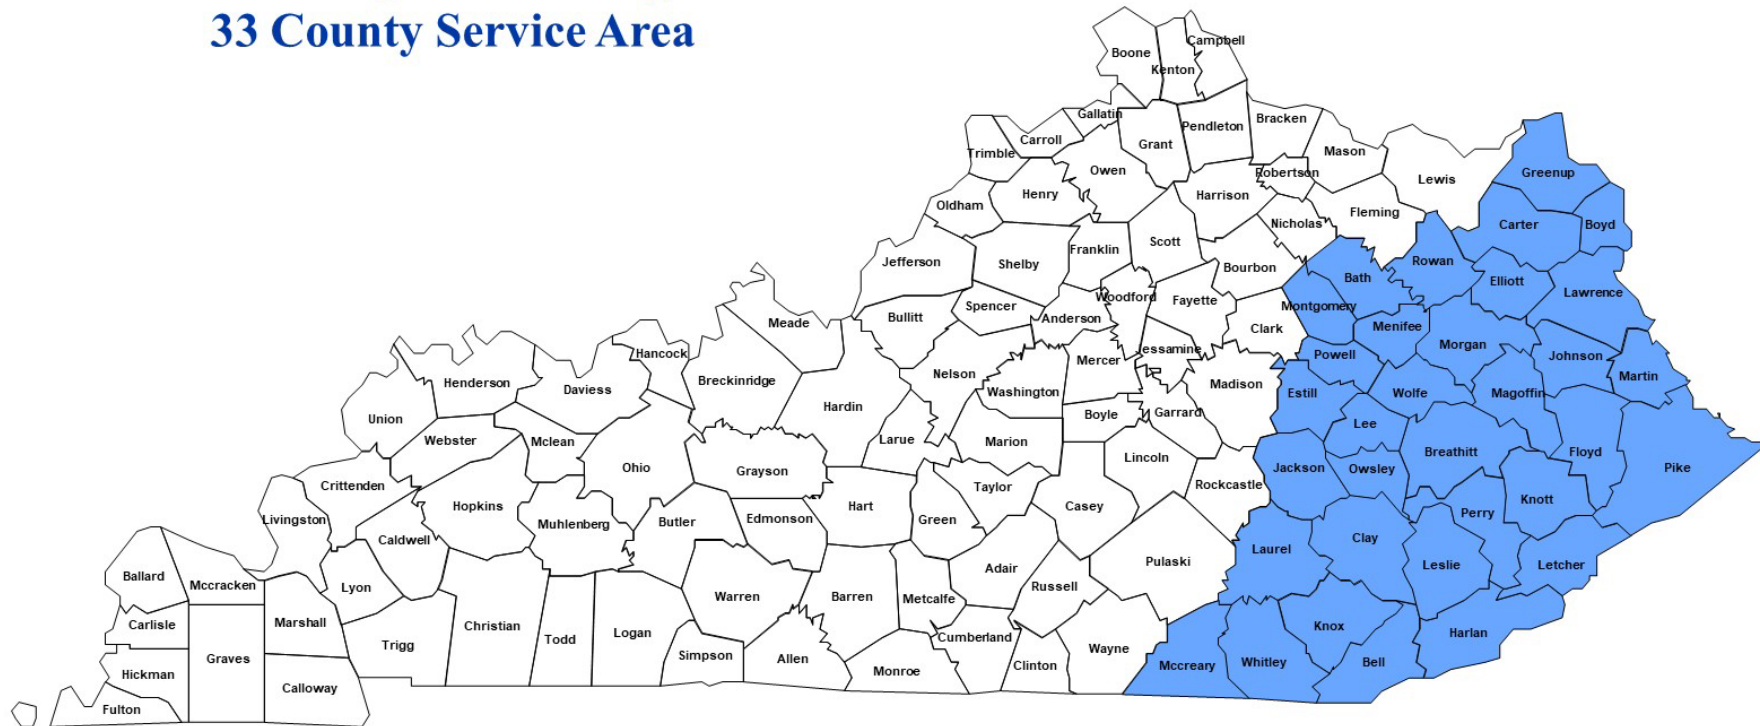 33 County Service Area
Boone
Kenton
Campbell
Gallatin
Carroll
Trimble
Grant
Pendleton
Bracken
Mason
Lewis
Greenup
Owen
Henry
Robertson
Harrison
Oldham
Nicholas
Fleming
Carter
Boyd
Franklin
Scott
Jefferson
Shelby
Bourbon
Rowan
Bath
Elliott
Lawrence
Woodford
Fayette
Montgomery
Spencer
Bullitt
Anderson
Meade
Clark
Menifee
Morgan
Hancock
Jessamine
Powell
Johnson
Mercer
Nelson
Breckinridge
Henderson
Daviess
Madison
Martin
Washington
Estill
Wolfe
Magoffin
Hardin
Union
Boyle
Garrard
Lee
Webster
Mclean
Larue
Marion
Lincoln
Breathitt
Floyd
Ohio
Grayson
Jackson
Owsley
Pike
Crittenden
Taylor
Rockcastle
Knott
Hopkins
Hart
Casey
Perry
Livingston
Muhlenberg
Butler
Edmonson
Green
Caldwell
Clay
Laurel
Pulaski
Leslie
Letcher
Adair
Ballard
Mccracken
Lyon
Russell
Warren
Barren
Metcalfe
Carlisle
Marshall
Christian
Knox
Logan
Harlan
Todd
Cumberland
Trigg
Wayne
Simpson
Allen
Graves
Monroe
Clinton
Mccreary
Whitley
Bell
Hickman
Calloway
Fulton